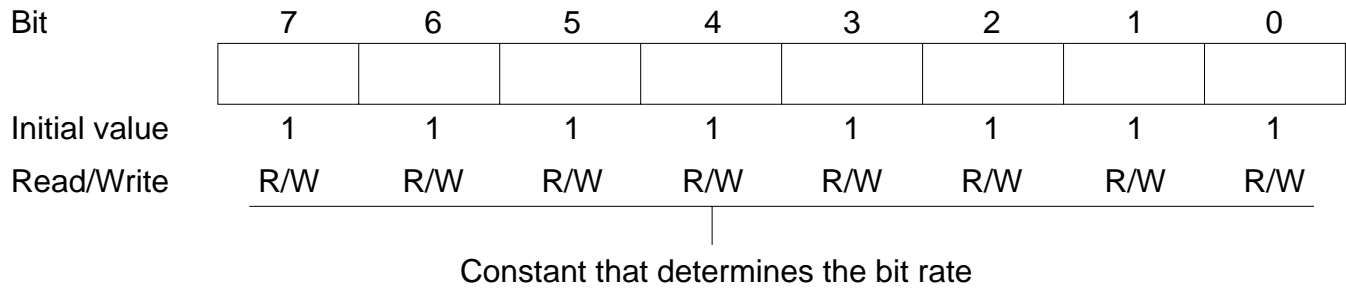 Bit 7 6 5 4 3 2 1 0
Initial value 1 1 1 1 1 1 1 1
Read/Write R/W R/W R/W R/W R/W R/W R/W R/W
Constant that determines the bit rate